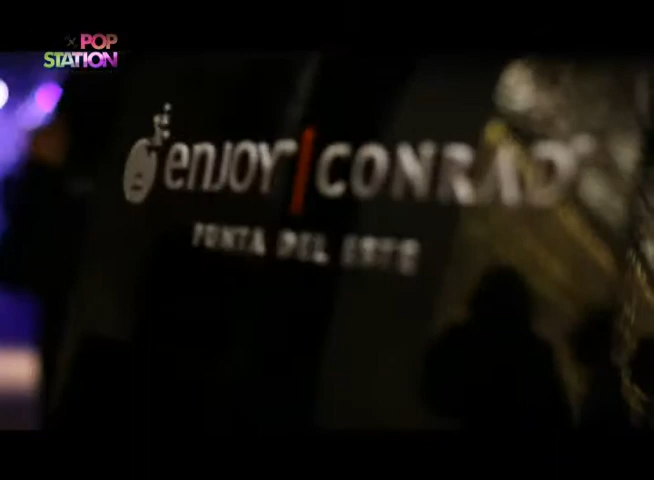 POP
STATION
enJOY | CONRAD
PUNTA DEL ESTE